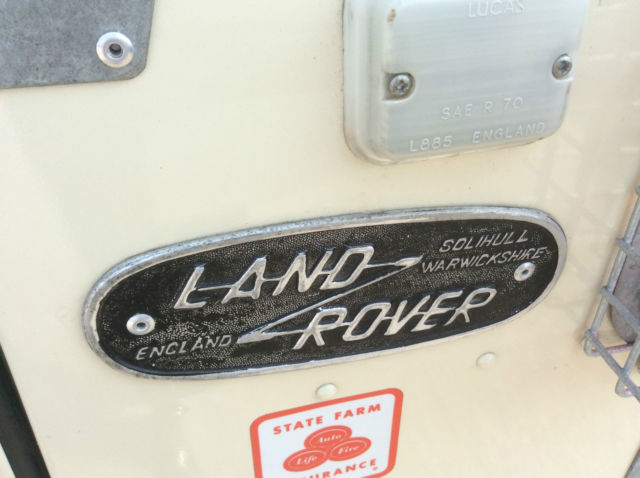 LUCAS
SAE R 70
L885 ENGLAND
SOLIHULL
WARWICKSHIRE
LAND
ROVER
ENGLAND
STATE FARM
Auto
Life Fire